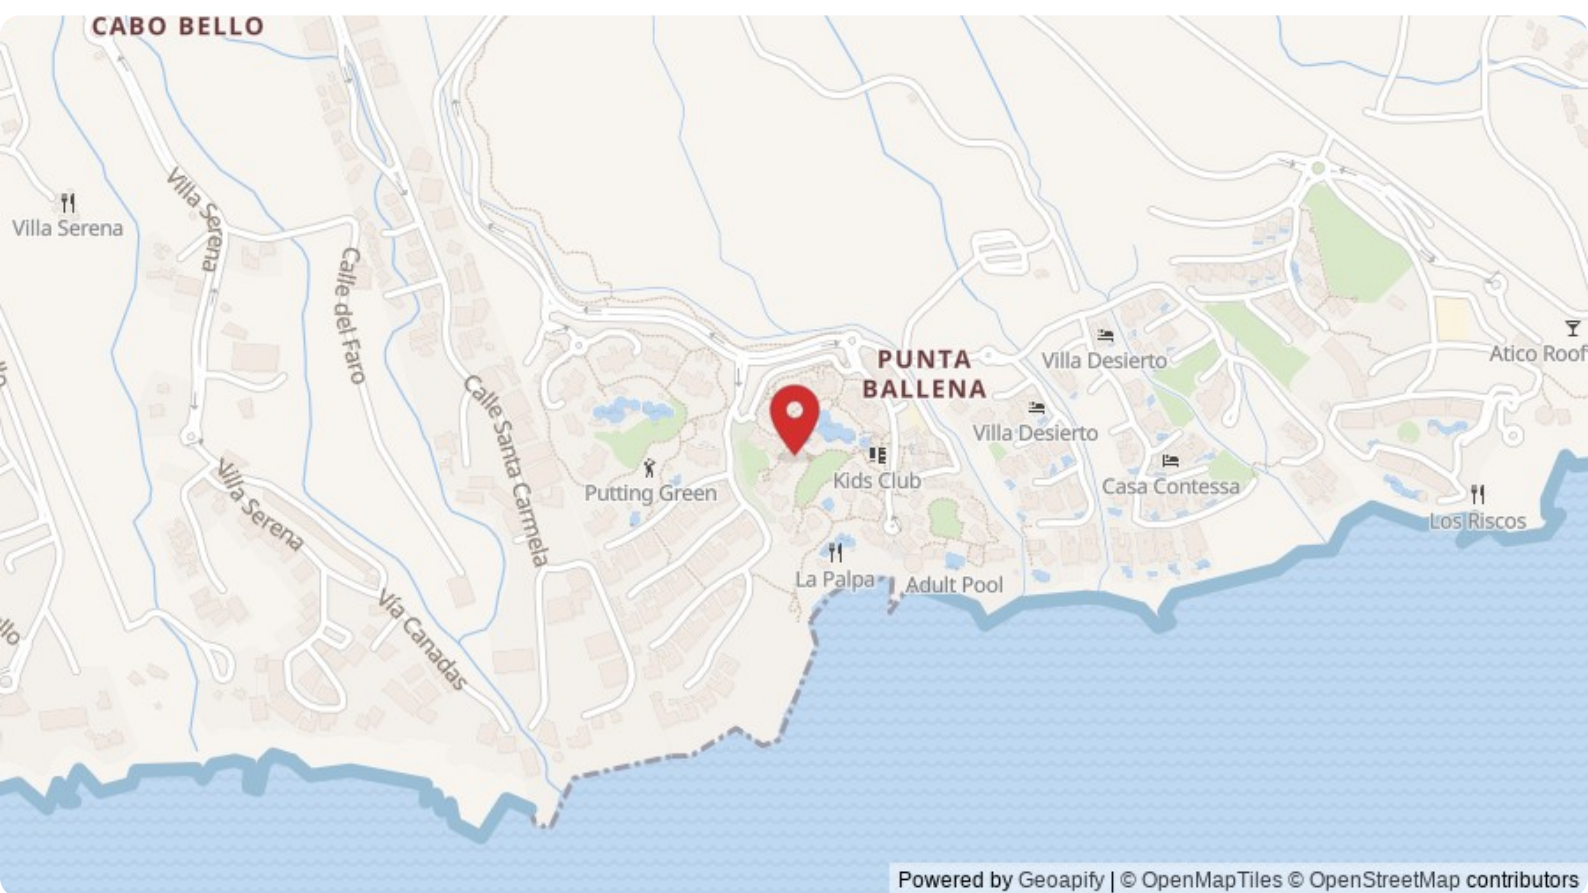 CABO BELLO
Villa Serena
Villa Serena
Calle del Faro
Calle Santa Carmela
Villa Serena
Vía Canadas
Putting Green
PUNTA
BALLENA
Kids Club
La Palpa
Adult Pool
Villa Desierto
Villa Desierto
Casa Contessa
Los Riscos
Atico Roof
llo
llo
Powered by Geoapify | © OpenMapTiles © OpenStreetMap contributors